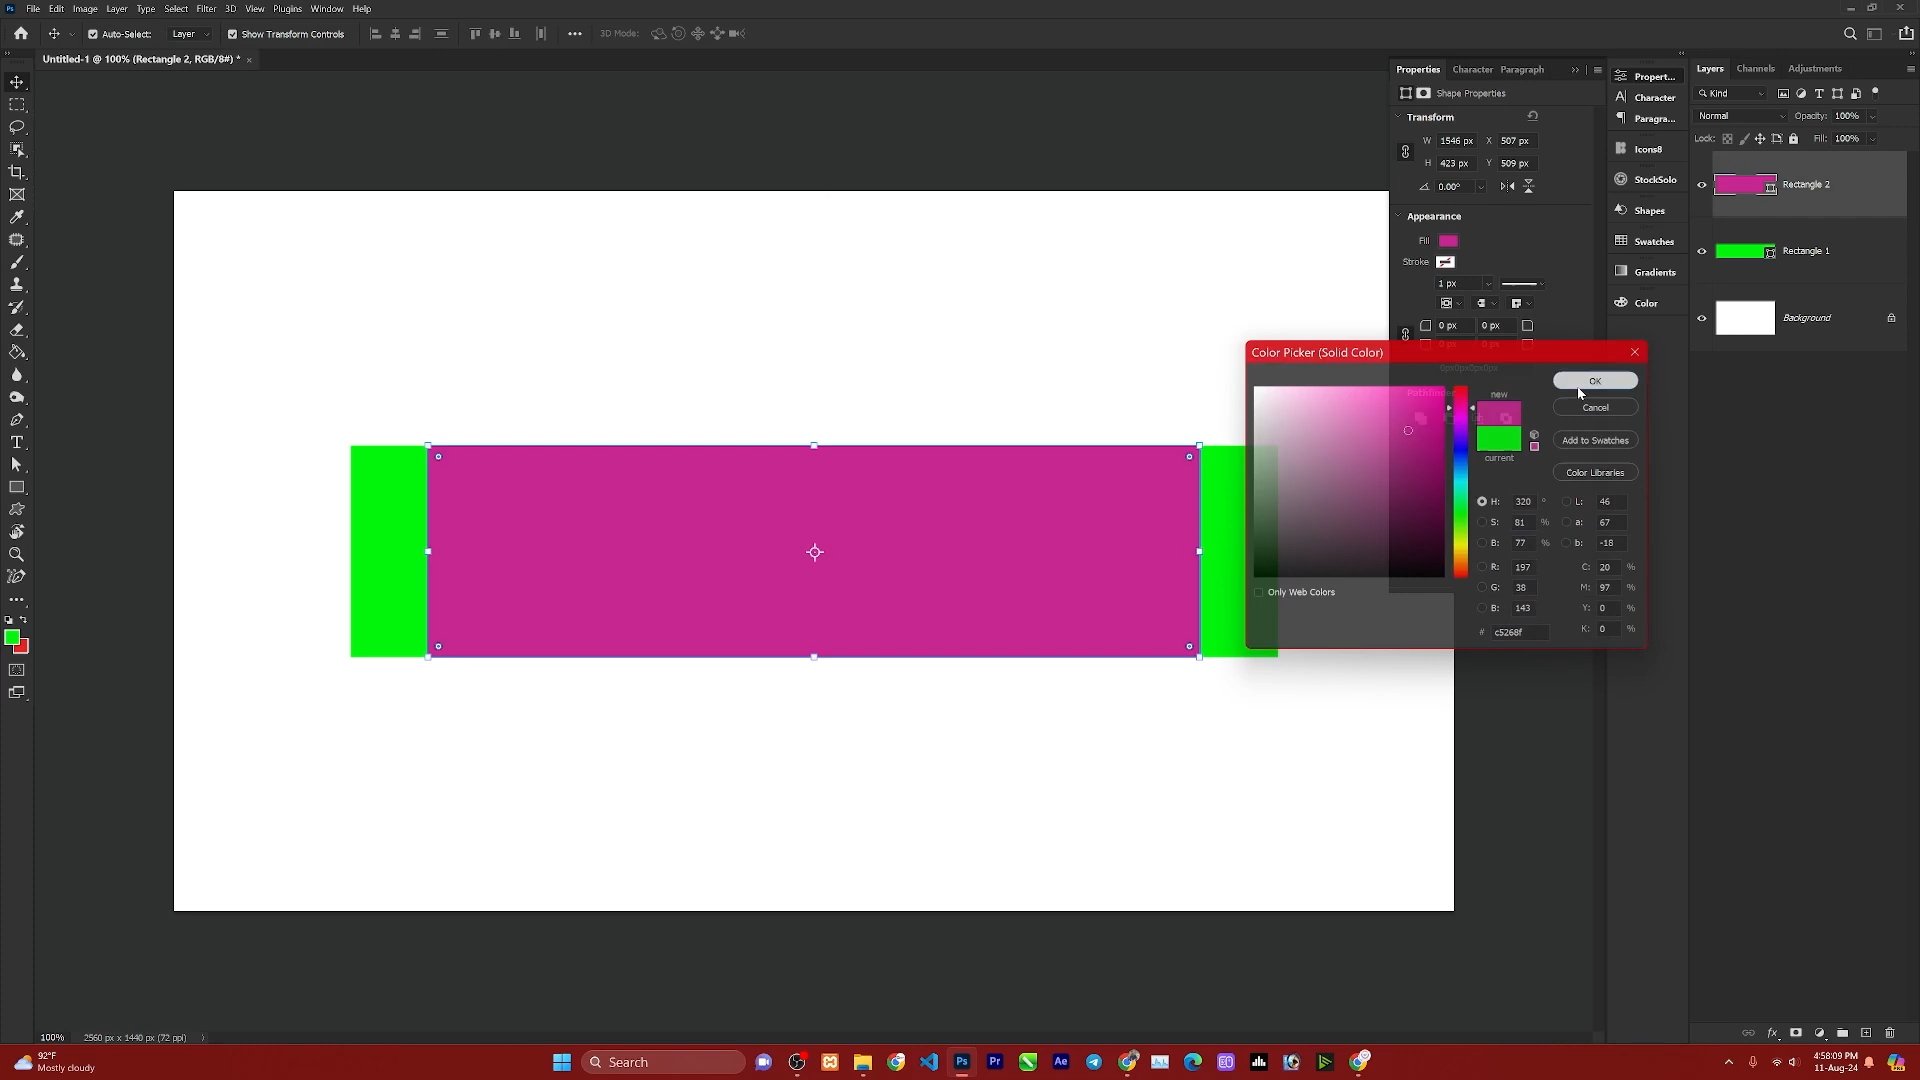 Ps File Edit Image Layer Type Select Filter 3D View Plugins Window Help
Auto-Select: Layer Show Transform Controls 3D Mode:
Untitled-1 @ 100% (Rectangle 2, RGB/8#) * ×
Properties Character Paragraph
Shape Properties
Transform
W 1546 px X 507 px
H 423 px Y 509 px
0.00°
Appearance
Fill
Stroke
1 px
0 px 0 px
0px0px0px0px
Pathfinder
Propert...
Character
Paragra...
Icons8
StockSolo
Shapes
Swatches
Gradients
Color
Layers Channels Adjustments
Kind
Normal Opacity: 100%
Lock: Fill: 100%
Rectangle 2
Rectangle 1
Background
Color Picker (Solid Color)
new
current
OK
Cancel
Add to Swatches
Color Libraries
Only Web Colors
H: 320 ° L: 46
S: 81 % a: 67
B: 77 % b: -18
R: 197 C: 20 %
G: 38 M: 97 %
B: 143 Y: 0 %
# c5268f K: 0 %
100% 2560 px x 1440 px (72 ppi)
92°F
Mostly cloudy
Search
Ps Pr Ae
4:58:09 PM
11-Aug-24